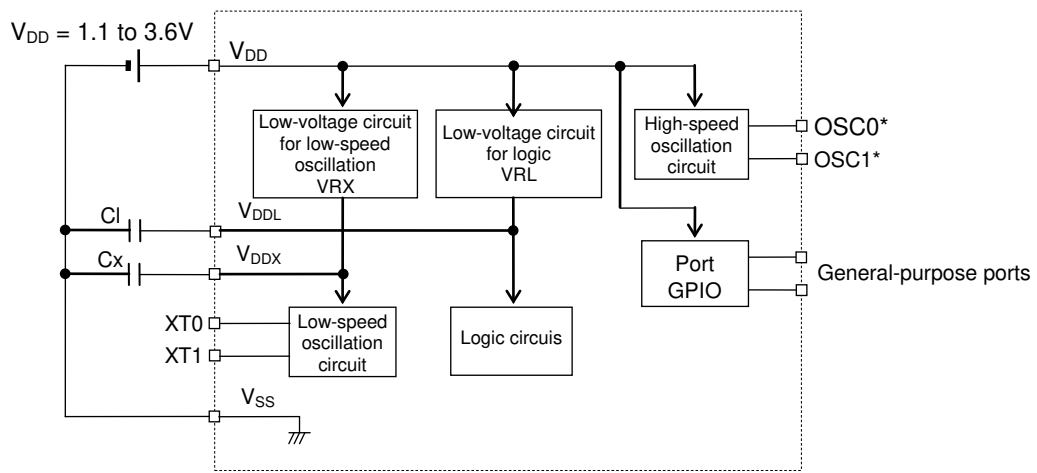 V_DD = 1.1 to 3.6V
V_DD
Low-voltage circuit
for low-speed
oscillation
VRX
Low-voltage circuit
for logic
VRL
High-speed
oscillation
circuit
OSC0*
OSC1*
Cl
V_DDL
Cx
V_DDX
Port
GPIO
General-purpose ports
XT0
XT1
Low-speed
oscillation
circuit
Logic circuis
V_SS